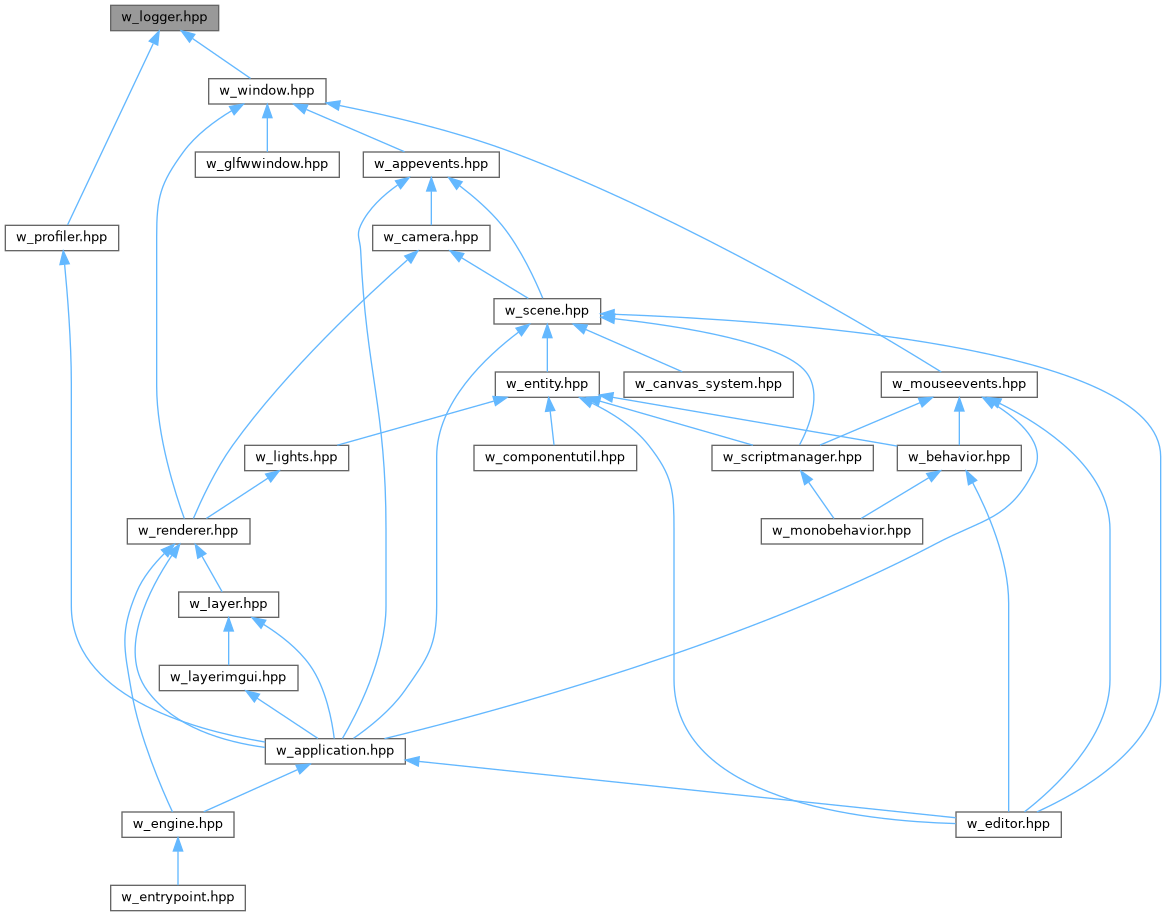 w_logger.hpp
w_window.hpp
w_glfwwindow.hpp
w_appevents.hpp
w_profiler.hpp
w_camera.hpp
w_scene.hpp
w_entity.hpp
w_canvas_system.hpp
w_mouseevents.hpp
w_lights.hpp
w_componentutil.hpp
w_scriptmanager.hpp
w_behavior.hpp
w_renderer.hpp
w_monobehavior.hpp
w_layer.hpp
w_layerimgui.hpp
w_application.hpp
w_engine.hpp
w_editor.hpp
w_entrypoint.hpp